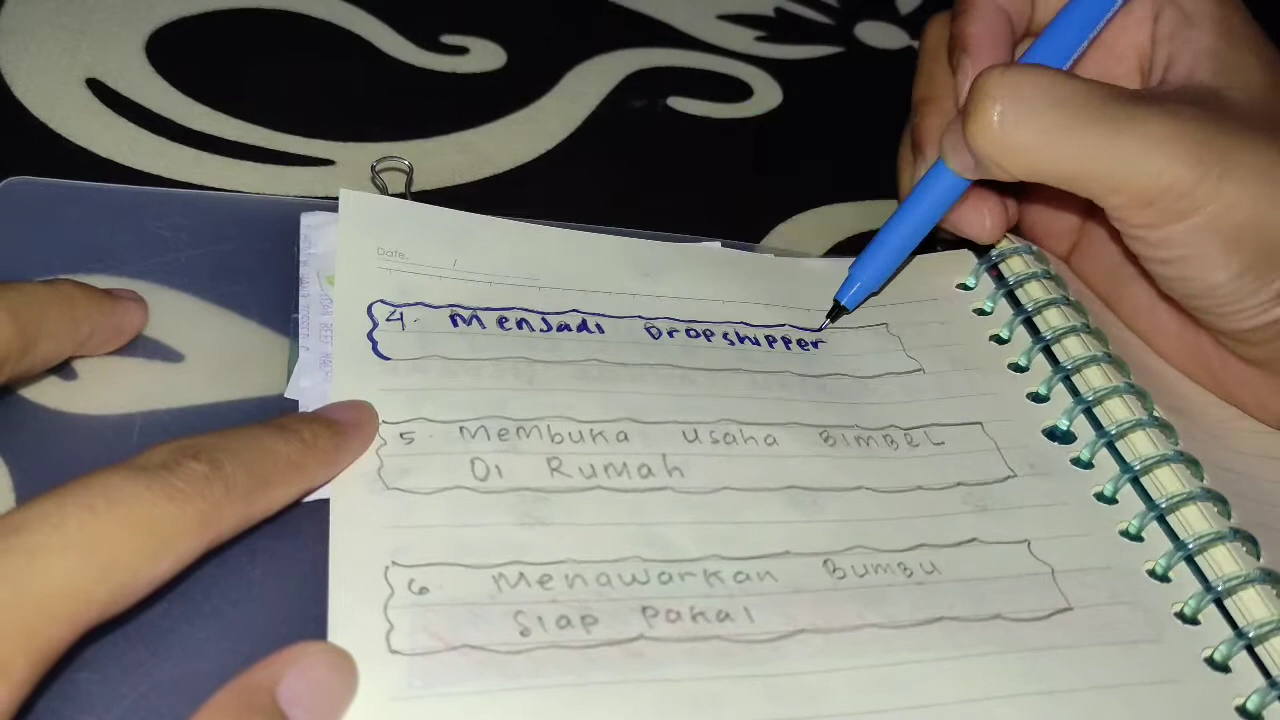 Date. /
4. Menjadi Dropshipper
5. Membuka usaha BIMBEL
Di Rumah
6. Menawarkan Bumbu
Siap pakai